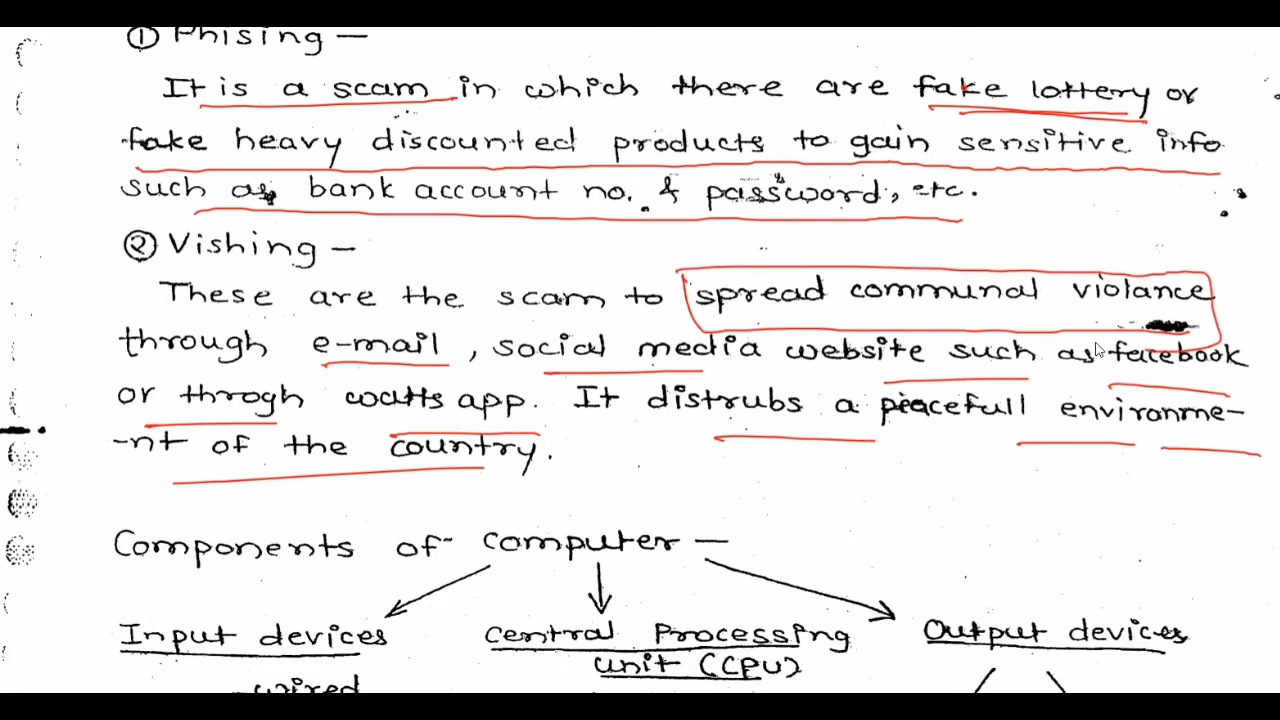 ① Phising —
It is a scam in which there are fake lottery or
fake heavy discounted products to gain sensitive info
such as bank account no. & password, etc.
② Vishing —
These are the scam to spread communal violance
through e-mail, social media website such as facebook
or throgh watts app. It distrubs a peacefull environme-
-nt of the country.
Components of computer —
Input devices Central Processing Output devices
unit (CPU)
wired